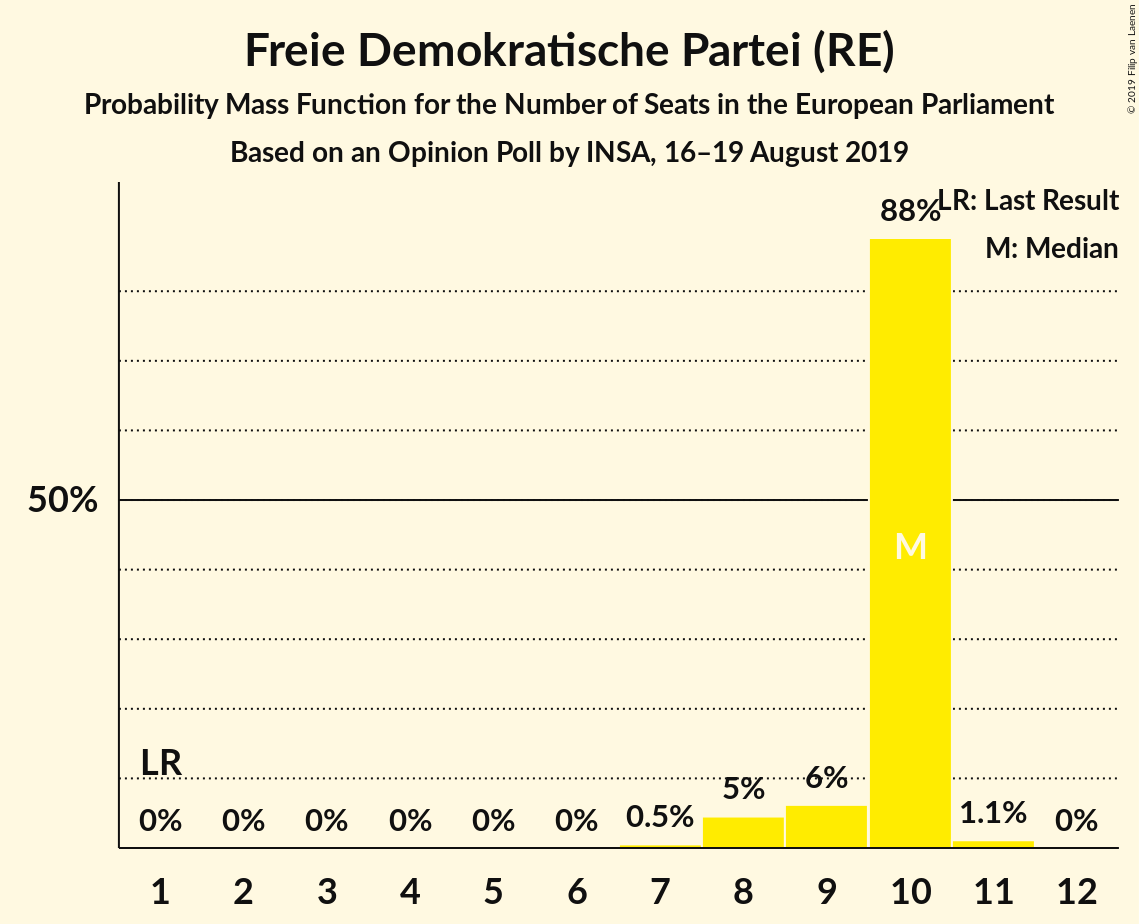 © 2019 Filip van Laenen
Freie Demokratische Partei (RE)
Probability Mass Function for the Number of Seats in the European Parliament
Based on an Opinion Poll by INSA, 16–19 August 2019
LR: Last Result
M: Median
88%
50%
M
LR
0% 0% 0% 0% 0% 0% 0.5% 5% 6% 1.1% 0%
1 2 3 4 5 6 7 8 9 10 11 12